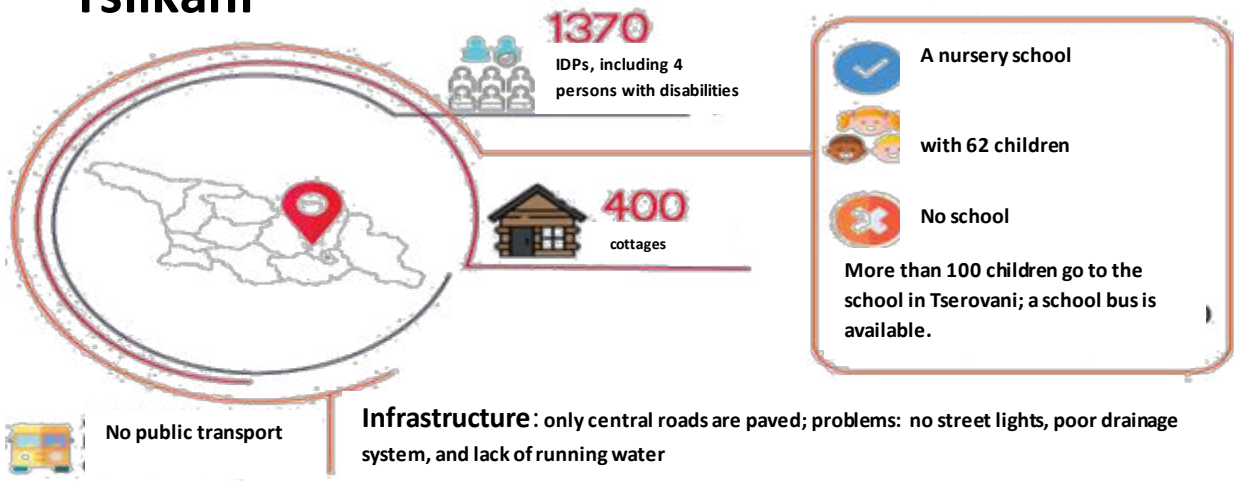 Tsilkani
1370
IDPs, including 4
persons with disabilities
400
cottages
A nursery school
with 62 children
No school
More than 100 children go to the
school in Tserovani; a school bus is
available.
No public transport
Infrastructure: only central roads are paved; problems: no street lights, poor drainage
system, and lack of running water